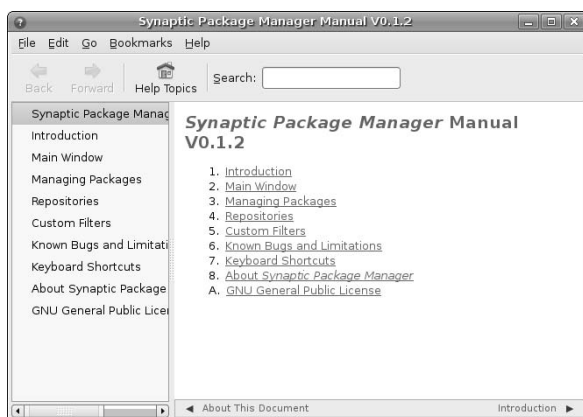 Synaptic Package Manager Manual V0.1.2
File Edit Go Bookmarks Help
Back Forward Help Topics Search:
Synaptic Package Manag
Introduction
Main Window
Managing Packages
Repositories
Custom Filters
Known Bugs and Limitati
Keyboard Shortcuts
About Synaptic Package
GNU General Public Licen
Synaptic Package Manager Manual
V0.1.2
1. Introduction
2. Main Window
3. Managing Packages
4. Repositories
5. Custom Filters
6. Known Bugs and Limitations
7. Keyboard Shortcuts
8. About Synaptic Package Manager
A. GNU General Public License
About This Document
Introduction